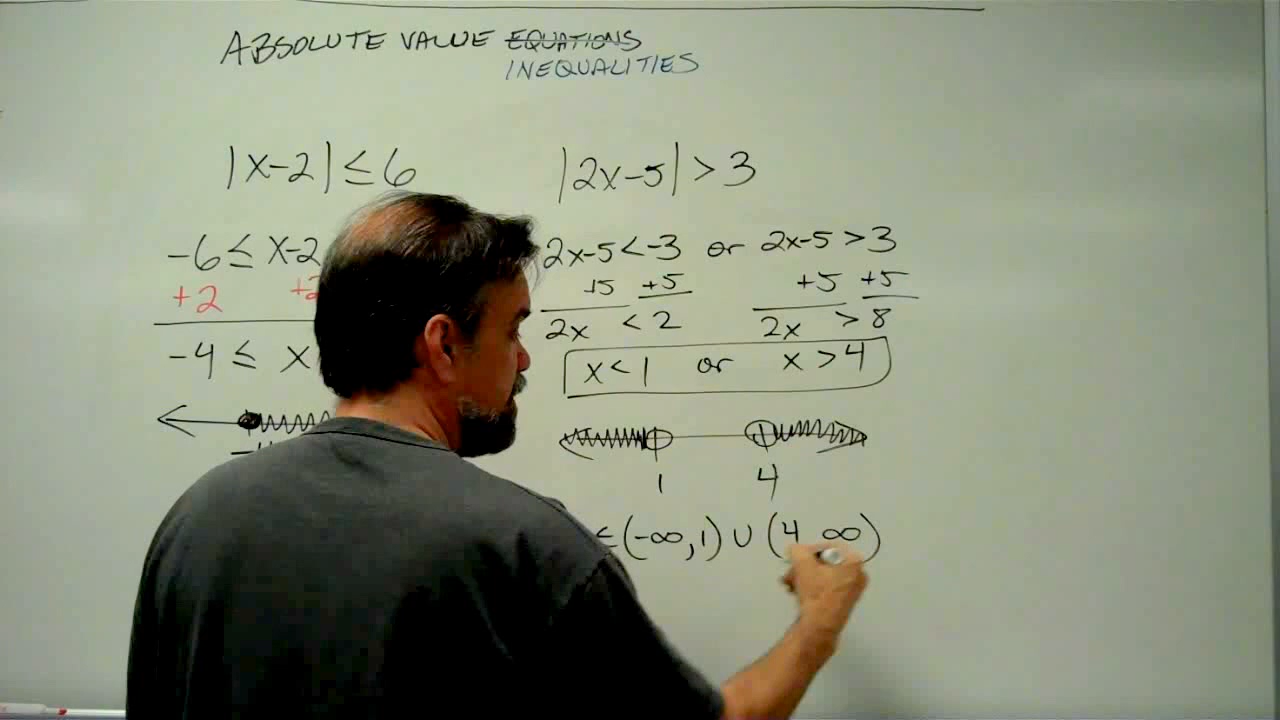 ABSOLUTE VALUE EQUATIONS
INEQUALITIES
|x-2| ≤ 6
-6 ≤ x-2
+2 +2
-4 ≤ x
|2x-5| > 3
2x-5 < -3 or 2x-5 > 3
+5 +5 +5 +5
2x < 2 2x > 8
x < 1 or x > 4
1 4
∈ (-∞, 1) ∪ (4 ∞)